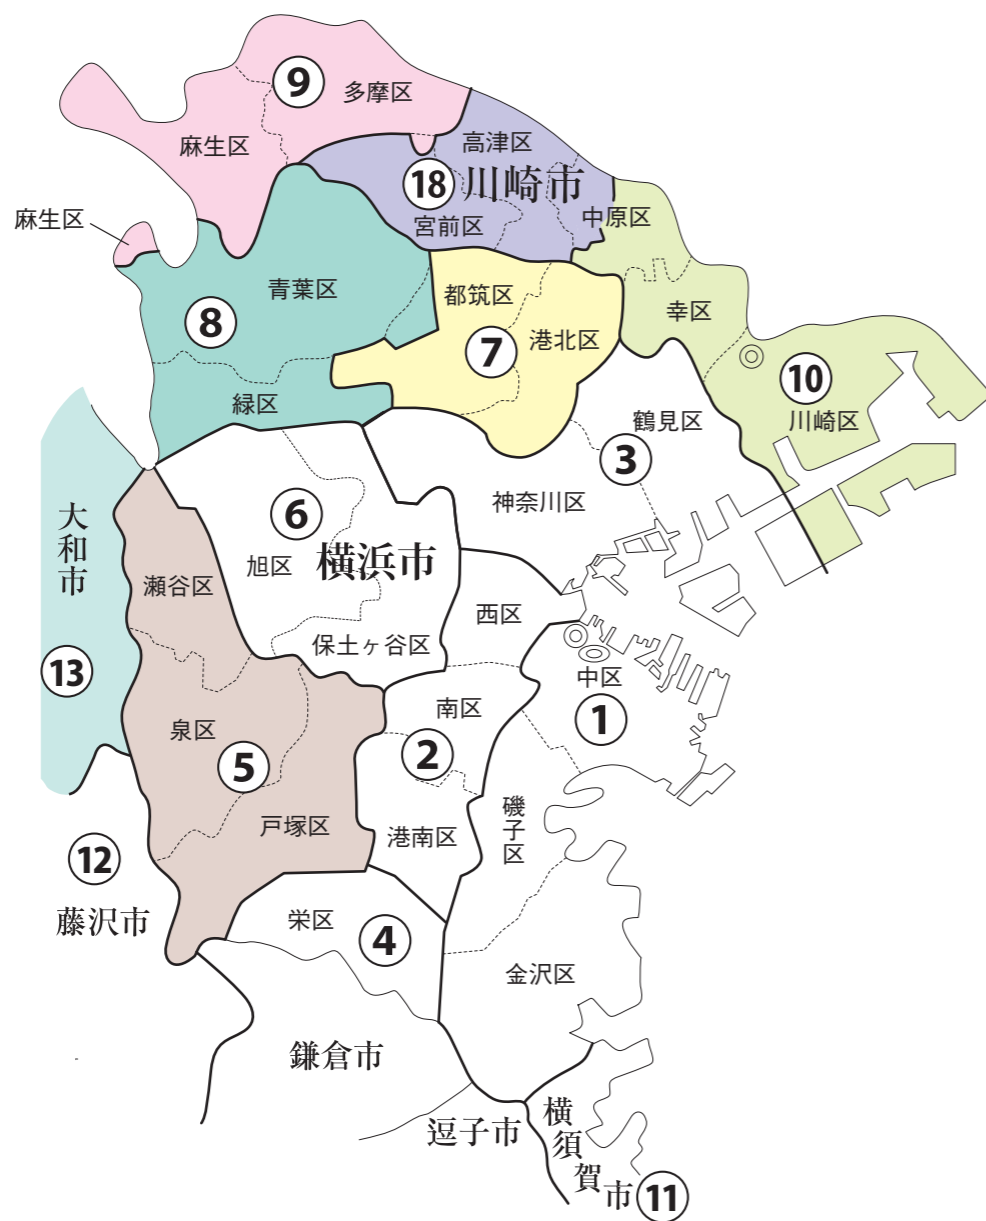 ⑨
多摩区
麻生区
高津区
⑱
川崎市
麻生区
宮前区
中原区
青葉区
都筑区
⑧
⑦
港北区
幸区
⑩
川崎区
緑区
鶴見区
③
神奈川区
大和市
⑥
旭区
横浜市
瀬谷区
西区
保土ヶ谷区
⑬
中区
①
南区
泉区
②
⑤
戸塚区
港南区
磯子区
⑫
藤沢市
栄区
④
金沢区
鎌倉市
逗子市
横須賀市
⑪